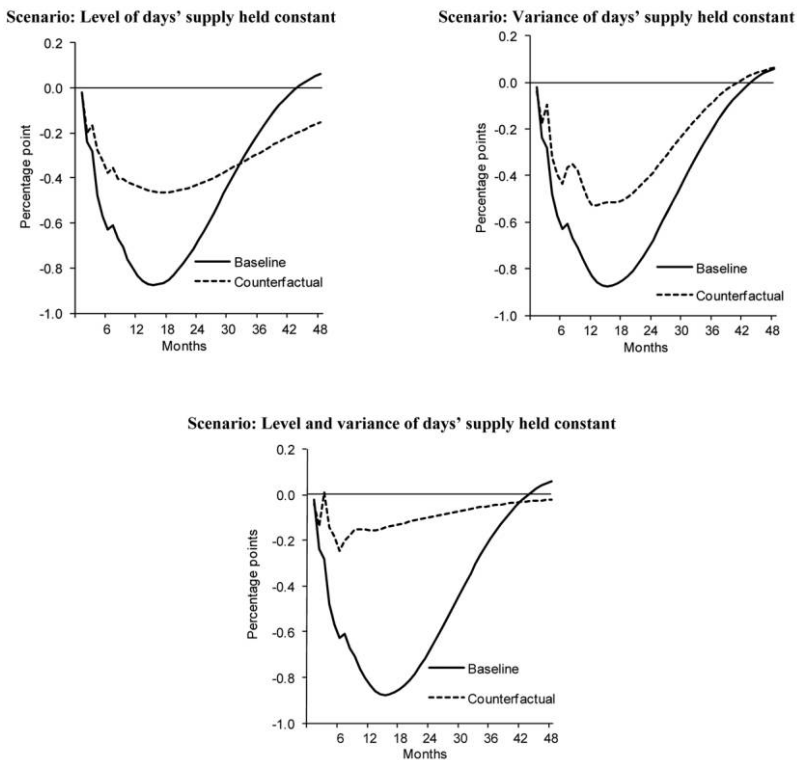 Scenario: Level of days' supply held constant
0.2
0.0
-0.2
-0.4
-0.6
-0.8
-1.0
Percentage point
Baseline
Counterfactual
6 12 18 24 30 36 42 48
Months
Scenario: Variance of days' supply held constant
0.2
0.0
-0.2
-0.4
-0.6
-0.8
-1.0
Percentage points
Baseline
Counterfactual
6 12 18 24 30 36 42 48
Months
Scenario: Level and variance of days' supply held constant
0.2
0.0
-0.2
-0.4
-0.6
-0.8
-1.0
Percentage points
Baseline
Counterfactual
6 12 18 24 30 36 42 48
Months